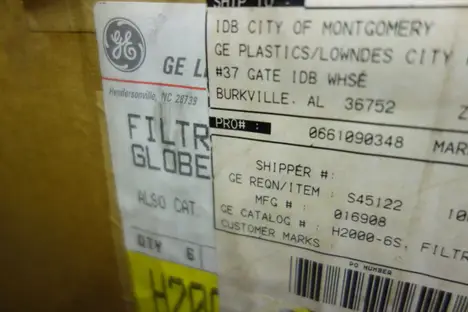 SHIP TO :
IDB CITY OF MONTGOMERY
GE PLASTICS/LOWNDES CITY
#37 GATE IDB WHSE
BURKVILLE. AL 36752
PRO# : 0661090348
SHIPPER # :
GE REQN/ITEM : S45122
MFG # : 016908
GE CATALOG # : H2000-6S, FILTR
CUSTOMER MARKS :
PO NUMBER
GE
GE
Hendersonville, NC 28739
FILTR
GLOBE
ALSO CAT
QTY 6
H200